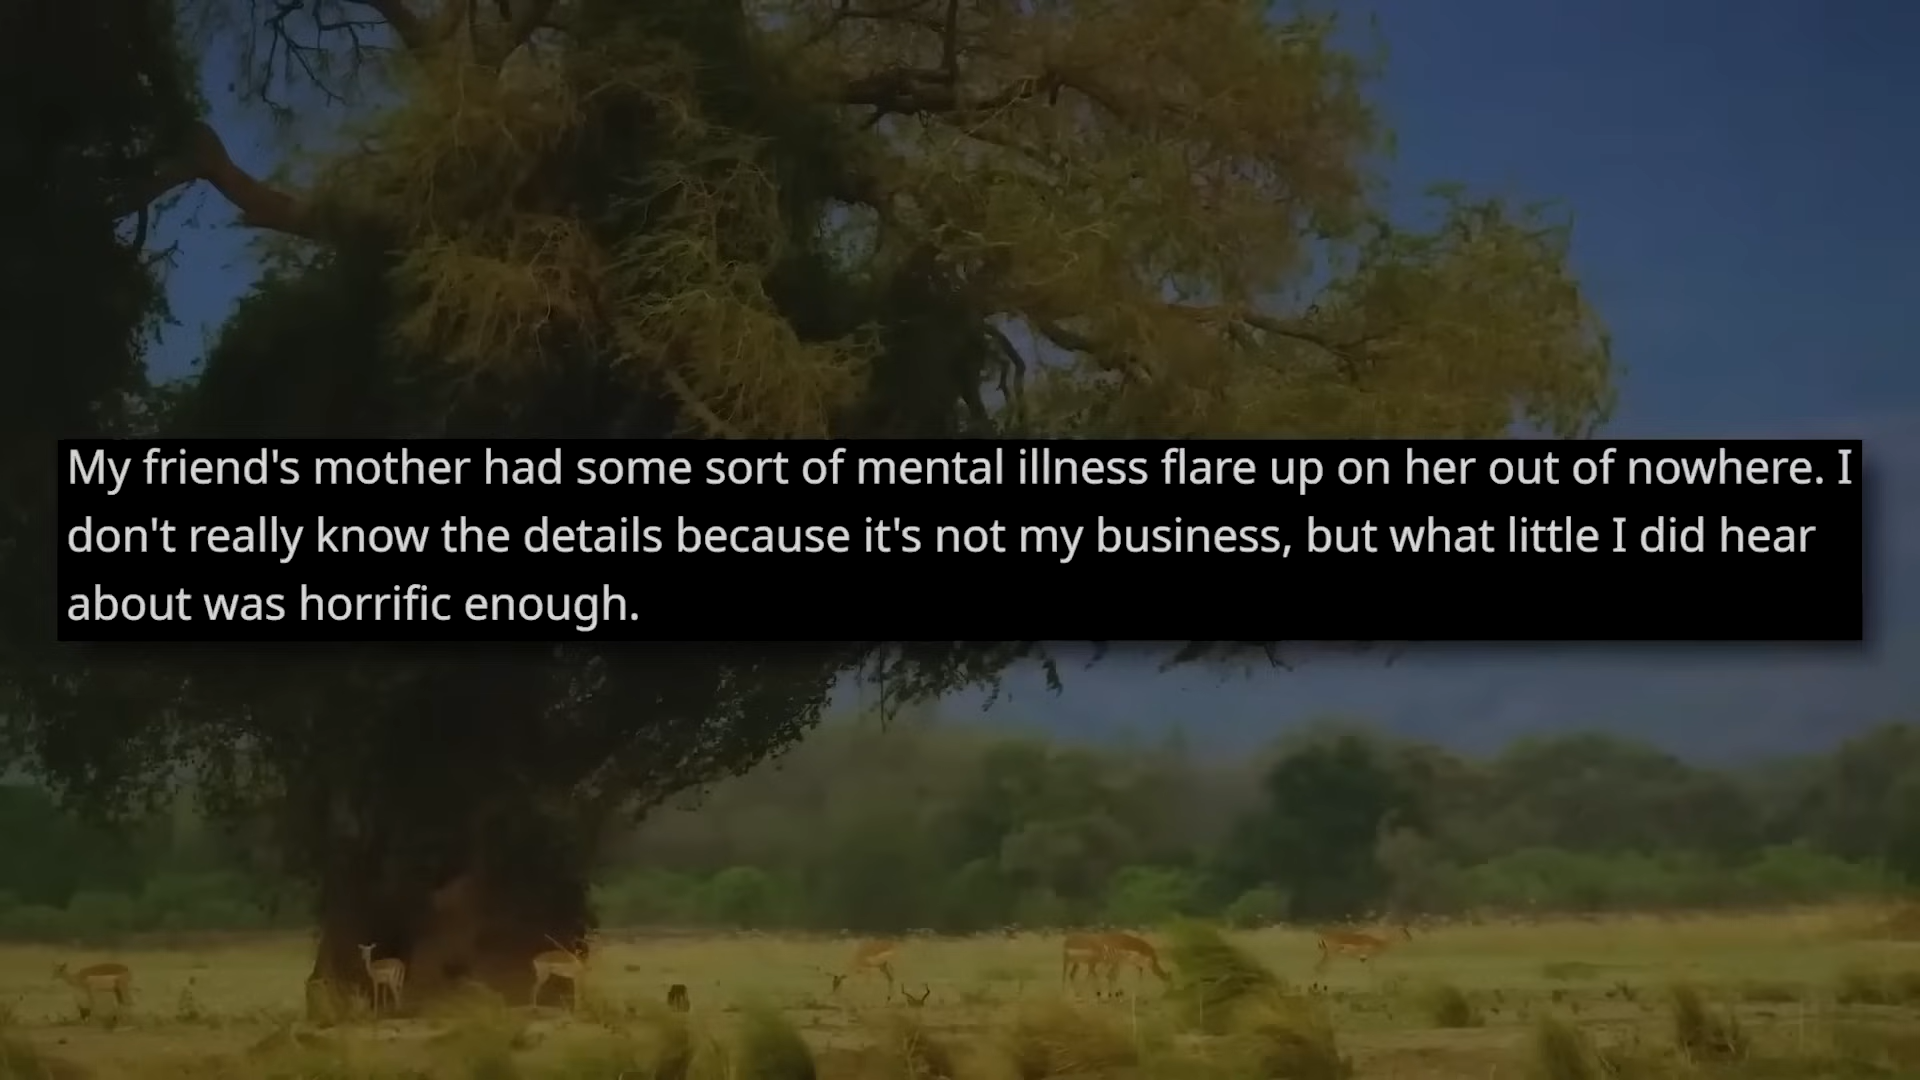 My friend's mother had some sort of mental illness flare up on her out of nowhere. I
don't really know the details because it's not my business, but what little I did hear
about was horrific enough.